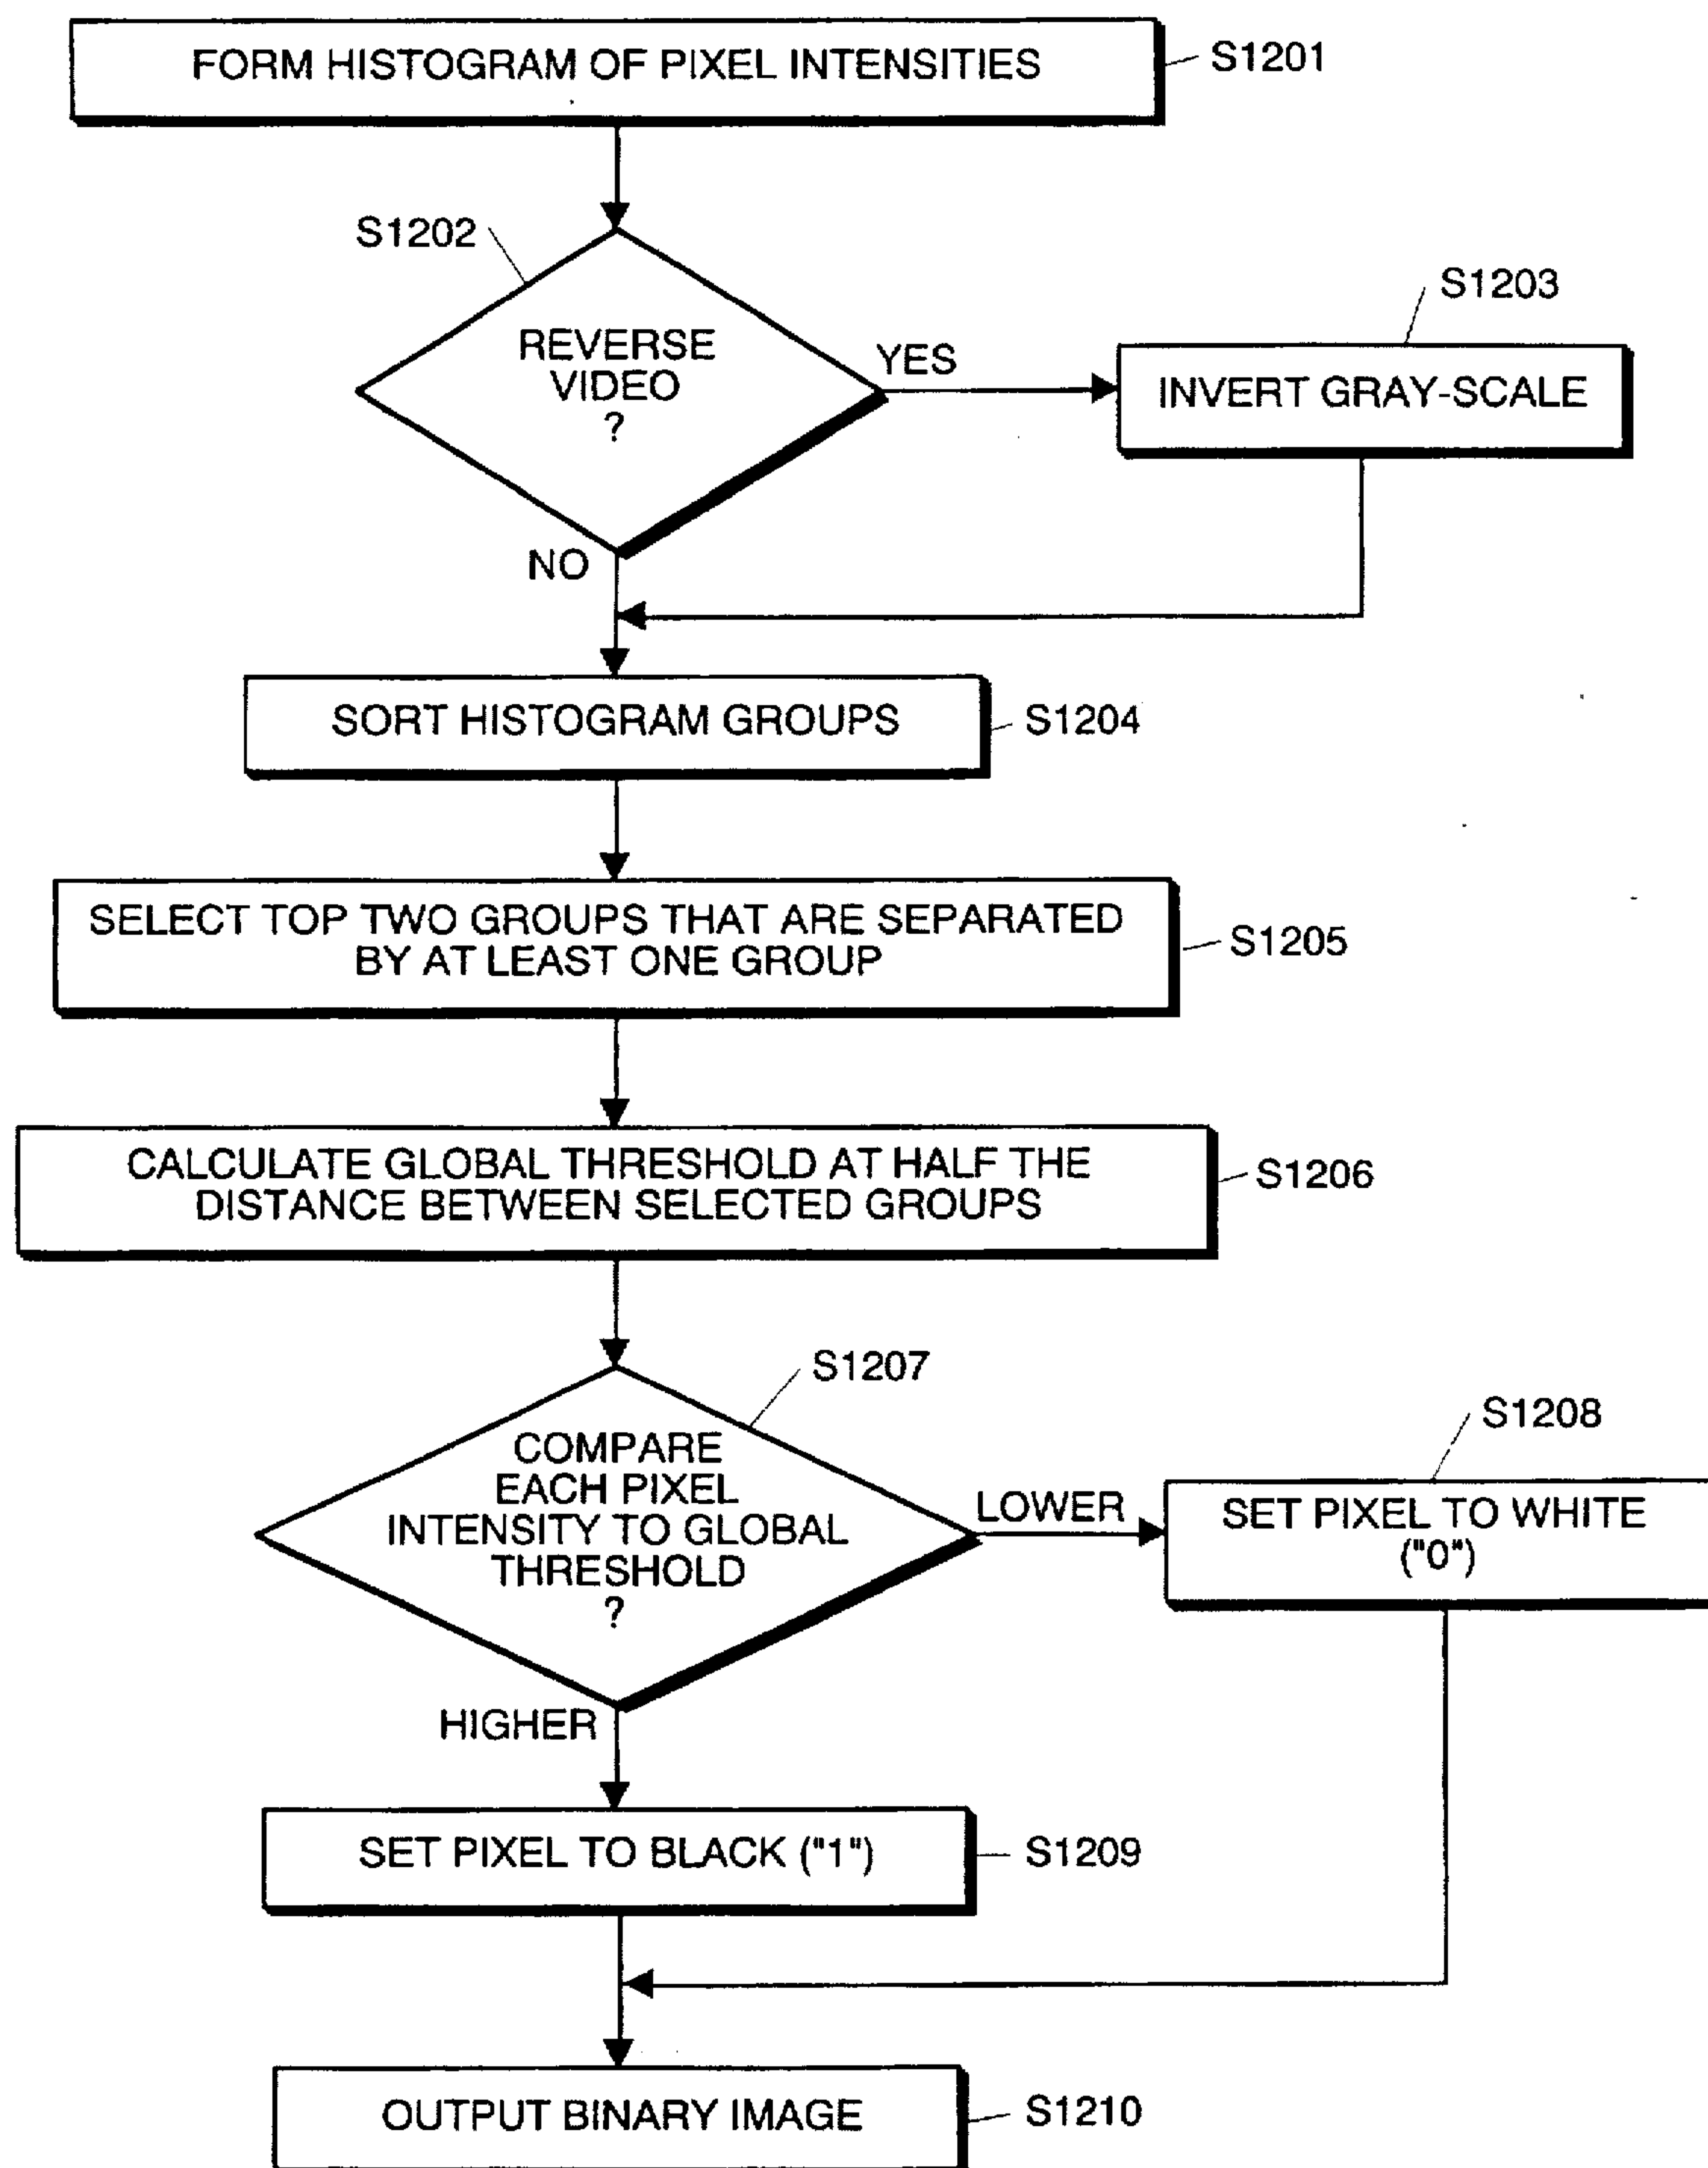 FORM HISTOGRAM OF PIXEL INTENSITIES
S1201
S1202
REVERSE
VIDEO
?
YES
S1203
INVERT GRAY-SCALE
NO
SORT HISTOGRAM GROUPS
S1204
SELECT TOP TWO GROUPS THAT ARE SEPARATED
BY AT LEAST ONE GROUP
S1205
CALCULATE GLOBAL THRESHOLD AT HALF THE
DISTANCE BETWEEN SELECTED GROUPS
S1206
S1207
COMPARE
EACH PIXEL
INTENSITY TO GLOBAL
THRESHOLD
?
LOWER
S1208
SET PIXEL TO WHITE
("0")
HIGHER
SET PIXEL TO BLACK ("1")
S1209
OUTPUT BINARY IMAGE
S1210